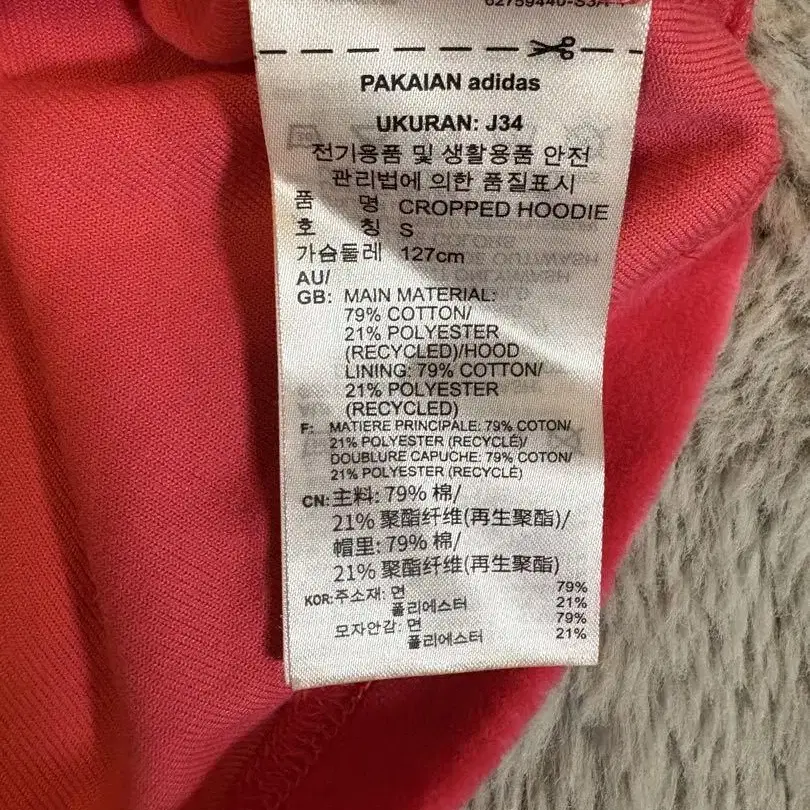 62759440-S3A
PAKAIAN adidas
UKURAN: J34
전기용품 및 생활용품 안전
관리법에 의한 품질표시
품 명 CROPPED HOODIE
호 칭 S
가슴둘레 127cm
AU/
GB: MAIN MATERIAL:
79% COTTON/
21% POLYESTER
(RECYCLED)/HOOD
LINING: 79% COTTON/
21% POLYESTER
(RECYCLED)
F: MATIERE PRINCIPALE: 79% COTON/
21% POLYESTER (RECYCLÉ)/
DOUBLURE CAPUCHE: 79% COTON/
21% POLYESTER (RECYCLÉ)
CN: 主料: 79% 棉/
21% 聚酯纤维(再生聚酯)/
帽里: 79% 棉/
21% 聚酯纤维(再生聚酯)
KOR: 주소재: 면 79%
폴리에스터 21%
모자안감: 면 79%
폴리에스터 21%